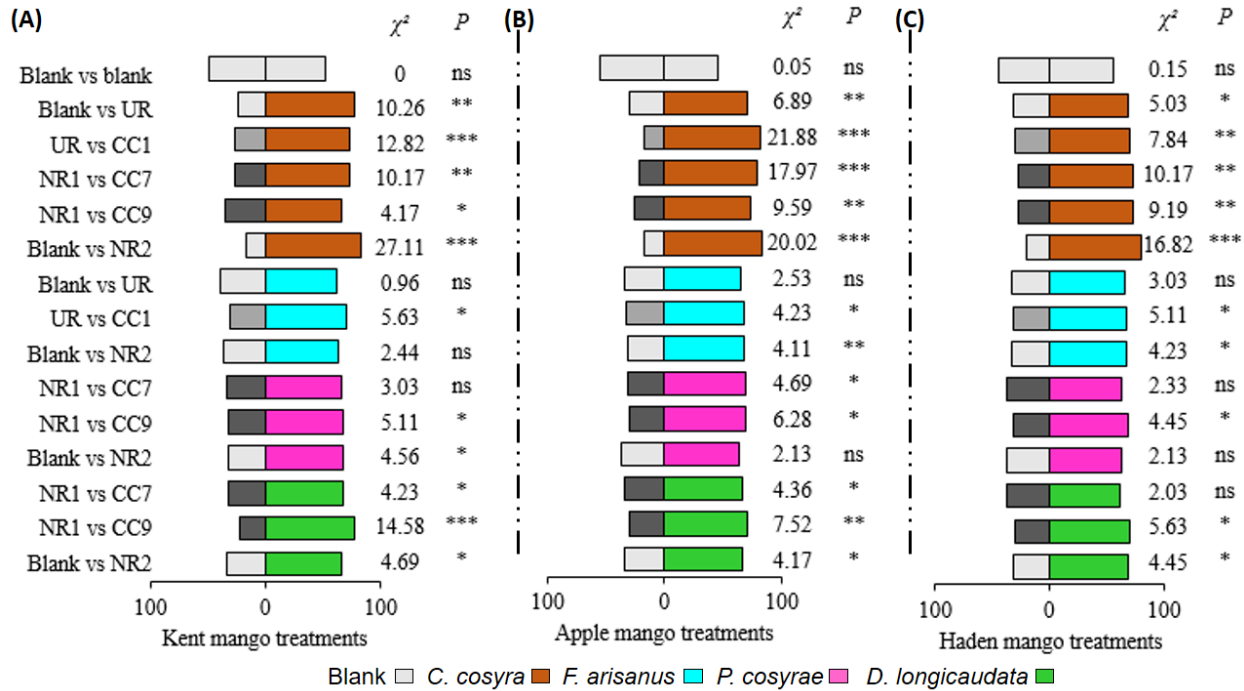 (A) χ² P (B) χ² P (C) χ² P
Blank vs blank 0 ns 0.05 ns 0.15 ns
Blank vs UR 10.26 ** 6.89 ** 5.03 *
UR vs CC1 12.82 *** 21.88 *** 7.84 **
NR1 vs CC7 10.17 ** 17.97 *** 10.17 **
NR1 vs CC9 4.17 * 9.59 ** 9.19 **
Blank vs NR2 27.11 *** 20.02 *** 16.82 ***
Blank vs UR 0.96 ns 2.53 ns 3.03 ns
UR vs CC1 5.63 * 4.23 * 5.11 *
Blank vs NR2 2.44 ns 4.11 ** 4.23 *
NR1 vs CC7 3.03 ns 4.69 * 2.33 ns
NR1 vs CC9 5.11 * 6.28 * 4.45 *
Blank vs NR2 4.56 * 2.13 ns 2.13 ns
NR1 vs CC7 4.23 * 4.36 * 2.03 ns
NR1 vs CC9 14.58 *** 7.52 ** 5.63 *
Blank vs NR2 4.69 * 4.17 * 4.45 *
100 0 100 100 0 100 100 0 100
Kent mango treatments Apple mango treatments Haden mango treatments
Blank C. cosyra F. arisanus P. cosyrae D. longicaudata